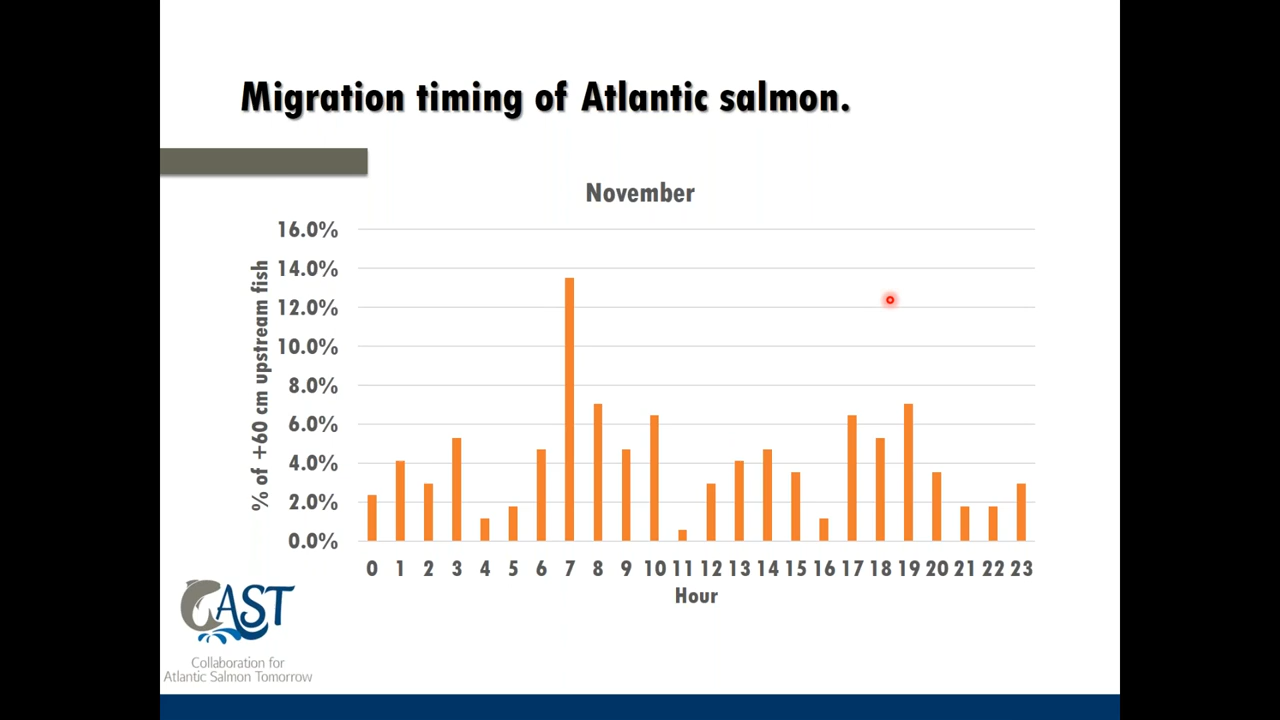 Migration timing of Atlantic salmon.
November
16.0%
14.0%
12.0%
10.0%
8.0%
6.0%
4.0%
2.0%
0.0%
% of +60 cm upstream fish
0 1 2 3 4 5 6 7 8 9 10 11 12 13 14 15 16 17 18 19 20 21 22 23
Hour
CAST
Collaboration for
Atlantic Salmon Tomorrow